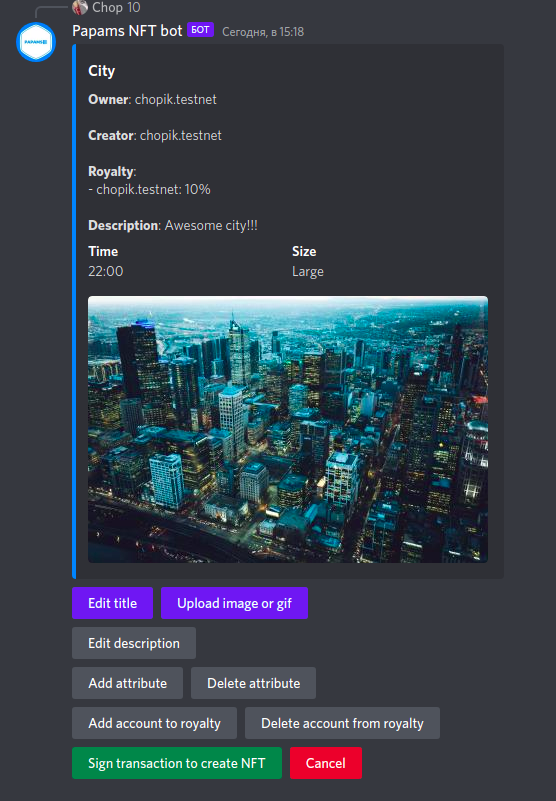 Chop 10
PAPAMS
Papams NFT bot БОТ Сегодня, в 15:18
City
Owner: chopik.testnet
Creator: chopik.testnet
Royalty:
- chopik.testnet: 10%
Description: Awesome city!!!
Time Size
22:00 Large
Edit title Upload image or gif
Edit description
Add attribute Delete attribute
Add account to royalty Delete account from royalty
Sign transaction to create NFT Cancel